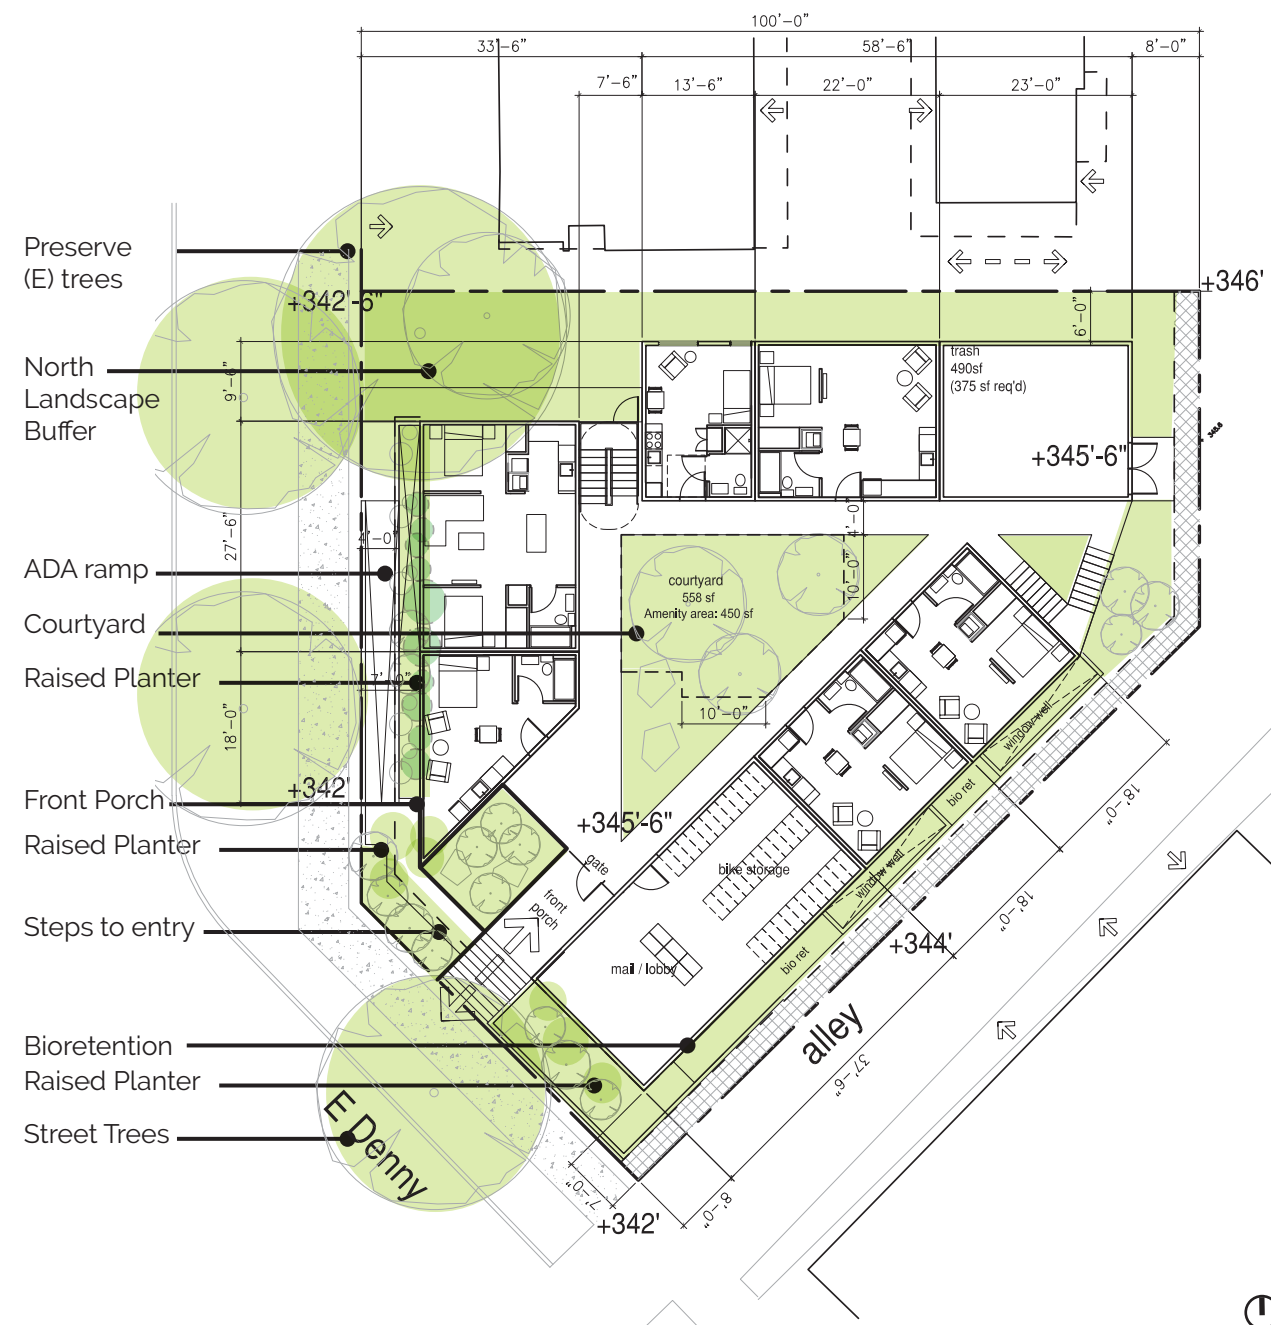 100'-0"
33'-6"
58'-6"
8'-0"
7'-6"
13'-6"
22'-0"
23'-0"
Preserve
(E) trees
+342'-6"
+346'
6'-0"
North
Landscape
Buffer
9'-6"
trash
490sf
(375 sf req'd)
+345'-6"
345.6
27'-6"
4'-0"
4'-0"
10'-0"
ADA ramp
courtyard
558 sf
Amenity area: 450 sf
Courtyard
Raised Planter
7'-0"
10'-0"
18'-0"
window well
Front Porch
+342'
bio ret
18'-0"
+345'-6"
Raised Planter
gate
bike storage
window well
front
porch
18'-0"
Steps to entry
+344'
mail / lobby
bio ret
alley
Bioretention
37'-6"
Raised Planter
E Denny
Street Trees
7'-0"
8'-0"
+342'